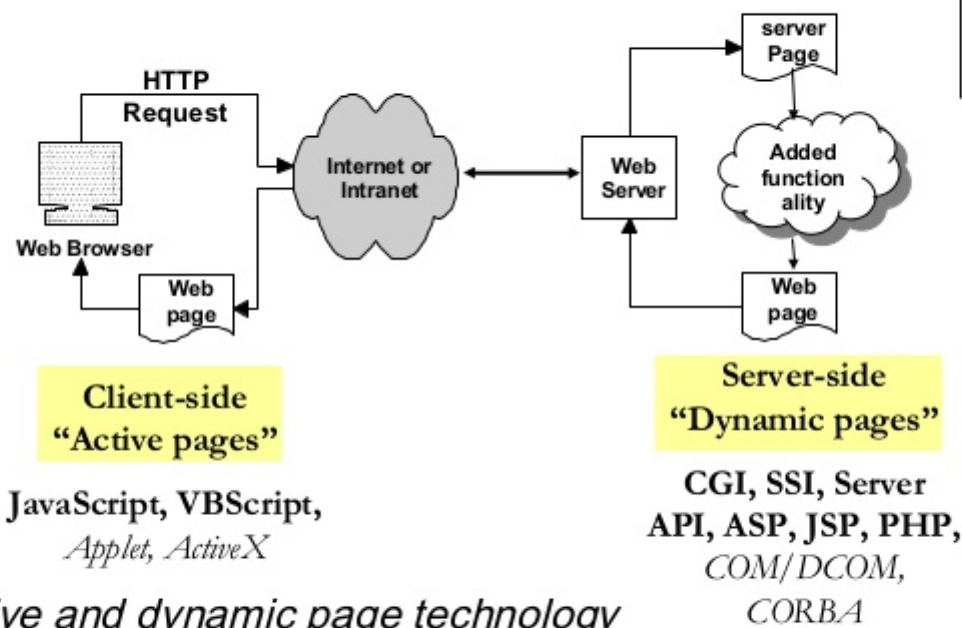 HTTP
Request
Web Browser
Web
page
Internet or
Intranet
Web
Server
server
Page
Added
function
ality
Web
page
Client-side
“Active pages”
JavaScript, VBScript,
Applet, ActiveX
Server-side
“Dynamic pages”
CGI, SSI, Server
API, ASP, JSP, PHP,
COM/DCOM,
CORBA
and dynamic page technology